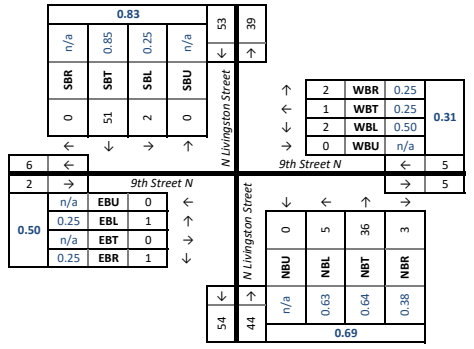 0.83
53 39
n/a 0.85 0.25 n/a
↓ ↑
SBR SBT SBL SBU
N Livingston Street
0 51 2 0
← ↓ → ↑
↑ 2 WBR 0.25
← 1 WBT 0.25
↓ 2 WBL 0.50
→ 0 WBU n/a
0.31
6 ← 9th Street N ← 5
2 → 9th Street N → 5
n/a EBU 0 ←
0.25 EBL 1 ↑
n/a EBT 0 →
0.25 EBR 1 ↓
0.50
N Livingston Street
↓ ← ↑ →
0 5 36 3
NBU NBL NBT NBR
n/a 0.63 0.64 0.38
↓ ↑
54 44
0.69